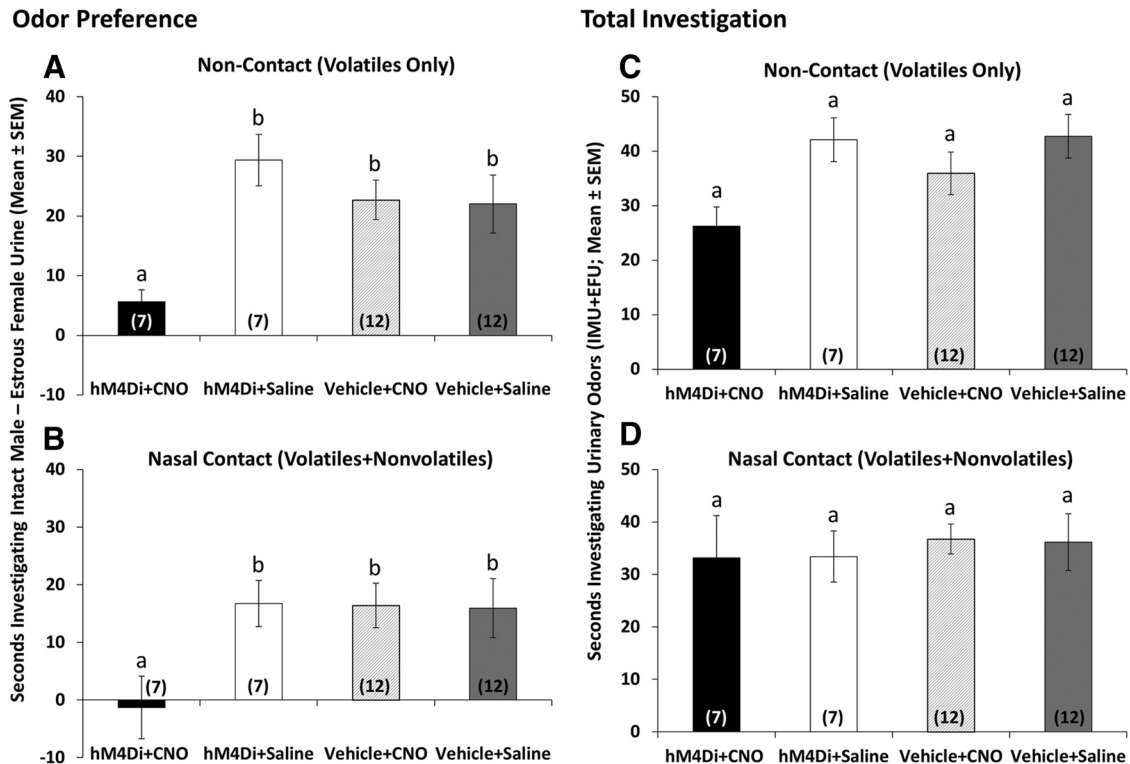 Odor Preference
Total Investigation
A
Non-Contact (Volatiles Only)
Seconds Investigating Intact Male – Estrous Female Urine (Mean ± SEM)
40
30
20
10
0
-10
a
b
b
b
(7)
(7)
(12)
(12)
hM4Di+CNO hM4Di+Saline Vehicle+CNO Vehicle+Saline
B
Nasal Contact (Volatiles+Nonvolatiles)
40
30
20
10
0
-10
a
b
b
b
(7)
(7)
(12)
(12)
hM4Di+CNO hM4Di+Saline Vehicle+CNO Vehicle+Saline
C
Non-Contact (Volatiles Only)
Seconds Investigating Urinary Odors (IMU+EFU; Mean ± SEM)
50
40
30
20
10
0
a
a
a
a
(7)
(7)
(12)
(12)
hM4Di+CNO hM4Di+Saline Vehicle+CNO Vehicle+Saline
D
Nasal Contact (Volatiles+Nonvolatiles)
50
40
30
20
10
0
a
a
a
a
(7)
(7)
(12)
(12)
hM4Di+CNO hM4Di+Saline Vehicle+CNO Vehicle+Saline